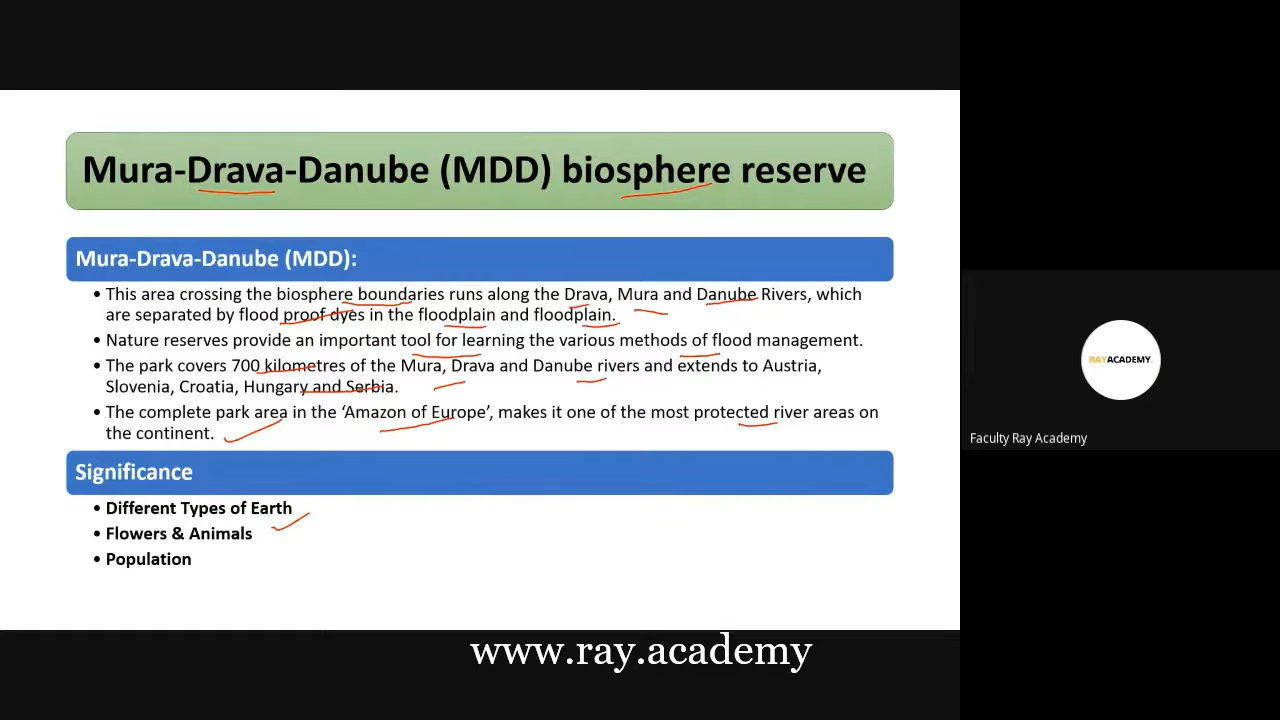 Mura-Drava-Danube (MDD) biosphere reserve
Mura-Drava-Danube (MDD):
• This area crossing the biosphere boundaries runs along the Drava, Mura and Danube Rivers, which
are separated by flood proof dyes in the floodplain and floodplain.
• Nature reserves provide an important tool for learning the various methods of flood management.
• The park covers 700 kilometres of the Mura, Drava and Danube rivers and extends to Austria,
Slovenia, Croatia, Hungary and Serbia.
• The complete park area in the ‘Amazon of Europe’, makes it one of the most protected river areas on
the continent.
Significance
• Different Types of Earth
• Flowers & Animals
• Population
RAYACADEMY.
Faculty Ray Academy
www.ray.academy